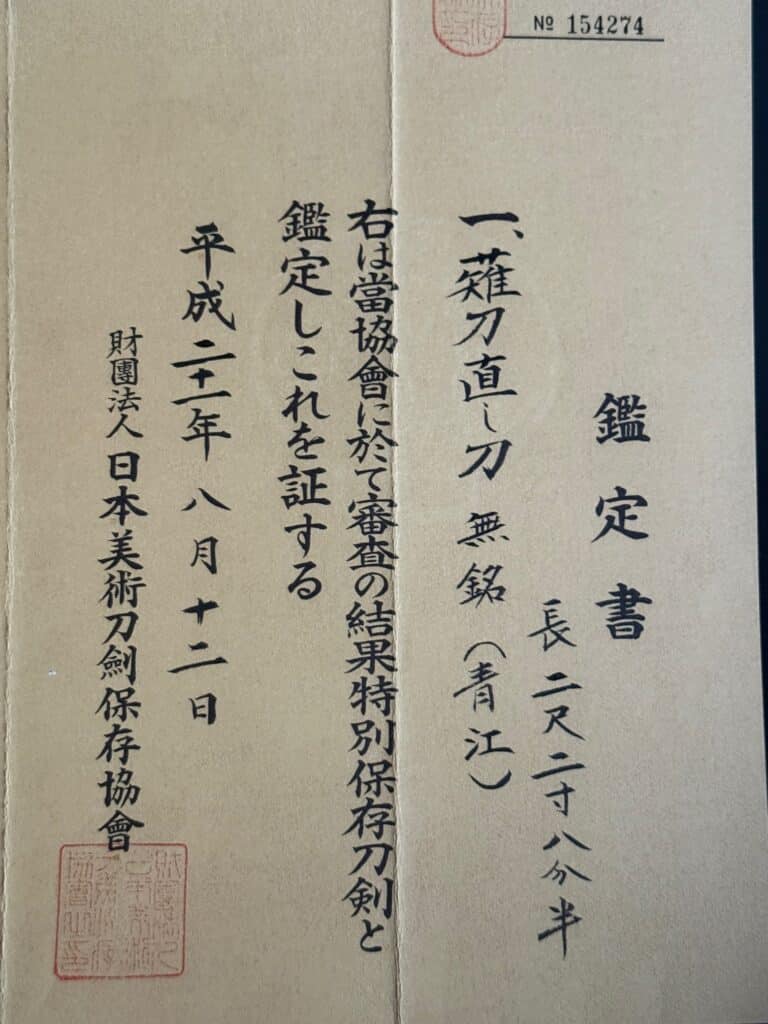 № 154274
鑑定書
長二尺二寸八分半
一、薙刀直し刀 無銘（青江）
右は當協會に於て審査の結果特別保存刀剣と
鑑定しこれを証する
平成二十一年八月十二日
財團法人日本美術刀劍保存協會